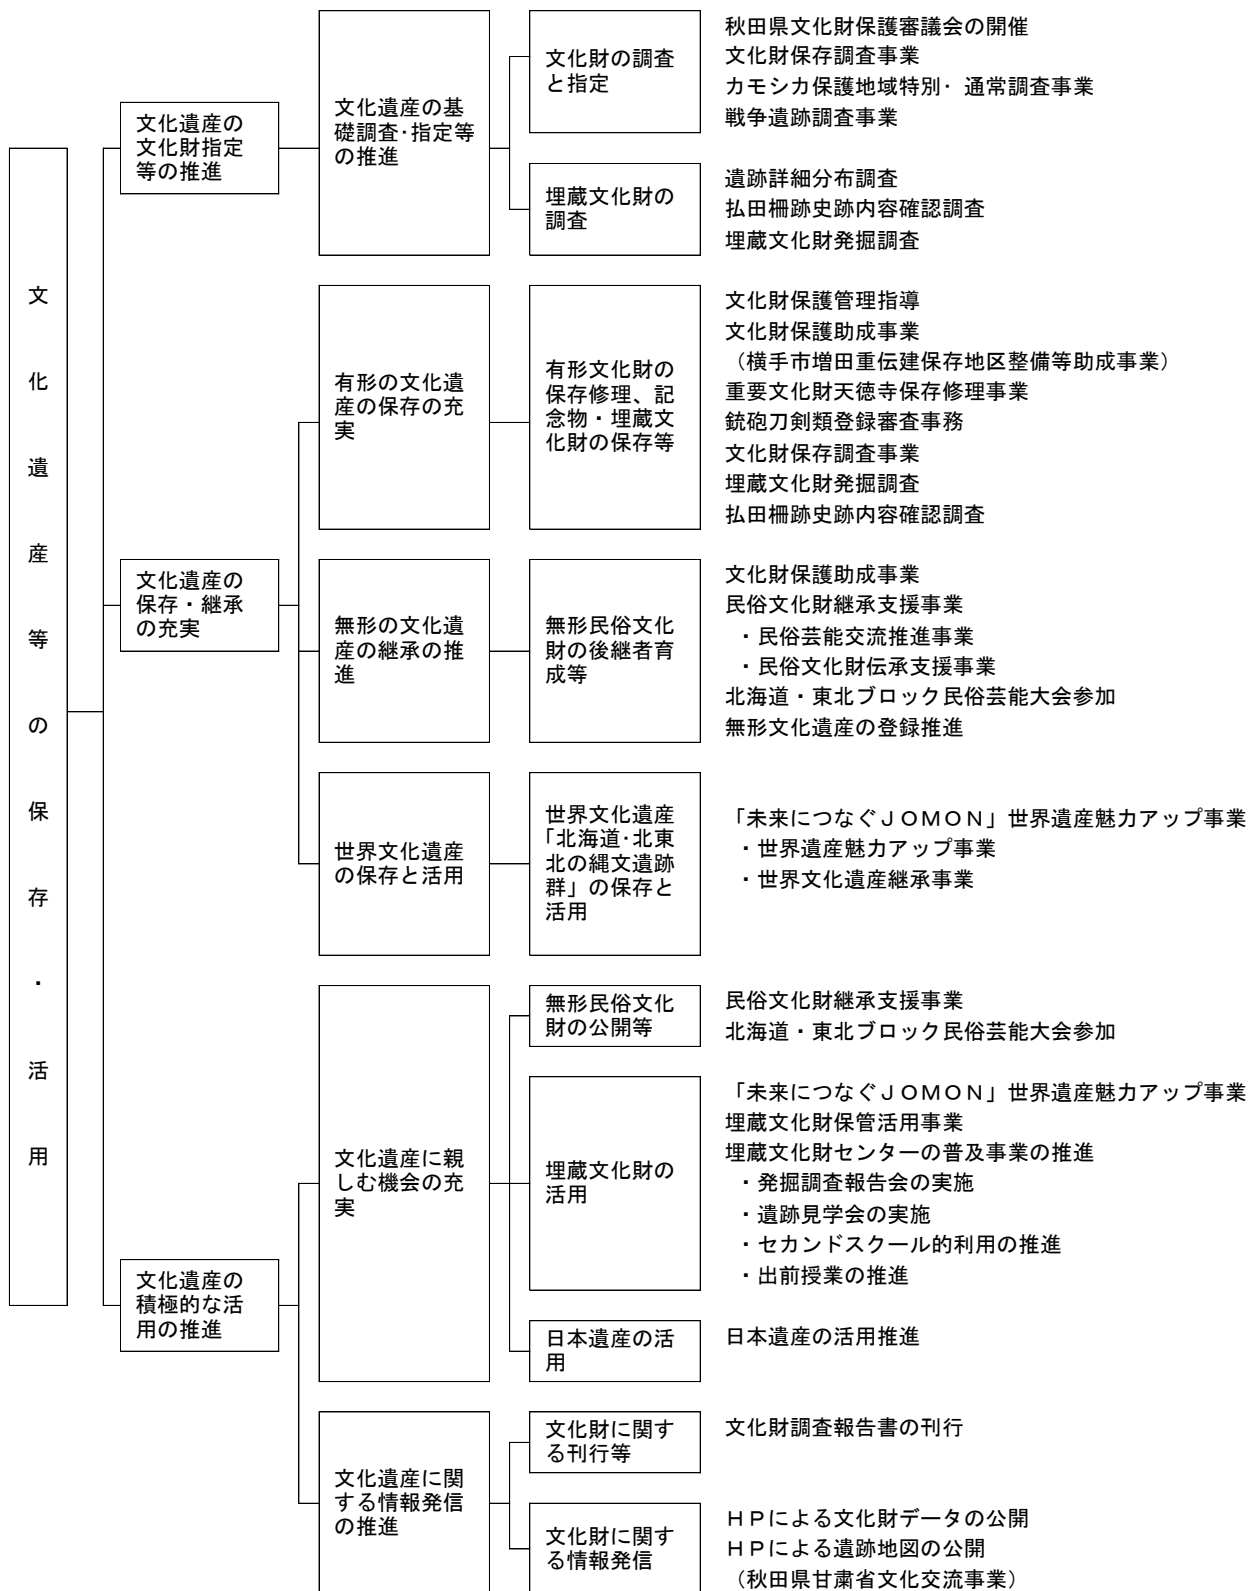 文化遺産等の保存・活用
文化遺産の
文化財指定
等の推進
文化遺産の基
礎調査･指定等
の推進
文化財の調査
と指定
秋田県文化財保護審議会の開催
文化財保存調査事業
カモシカ保護地域特別・通常調査事業
戦争遺跡調査事業
埋蔵文化財の
調査
遺跡詳細分布調査
払田柵跡史跡内容確認調査
埋蔵文化財発掘調査
文化遺産の
保存・継承
の充実
有形の文化遺
産の保存の充
実
有形文化財の
保存修理、記
念物・埋蔵文
化財の保存等
文化財保護管理指導
文化財保護助成事業
（横手市増田重伝建保存地区整備等助成事業）
重要文化財天徳寺保存修理事業
銃砲刀剣類登録審査事務
文化財保存調査事業
埋蔵文化財発掘調査
払田柵跡史跡内容確認調査
無形の文化遺
産の継承の推
進
無形民俗文化
財の後継者育
成等
文化財保護助成事業
民俗文化財継承支援事業
・民俗芸能交流推進事業
・民俗文化財伝承支援事業
北海道・東北ブロック民俗芸能大会参加
無形文化遺産の登録推進
世界文化遺産
の保存と活用
世界文化遺産
｢北海道･北東
北の縄文遺跡
群」の保存と
活用
「未来につなぐＪＯＭＯＮ」世界遺産魅力アップ事業
・世界遺産魅力アップ事業
・世界文化遺産継承事業
文化遺産の
積極的な活
用の推進
文化遺産に親
しむ機会の充
実
無形民俗文化
財の公開等
民俗文化財継承支援事業
北海道・東北ブロック民俗芸能大会参加
埋蔵文化財の
活用
「未来につなぐＪＯＭＯＮ」世界遺産魅力アップ事業
埋蔵文化財保管活用事業
埋蔵文化財センターの普及事業の推進
・発掘調査報告会の実施
・遺跡見学会の実施
・セカンドスクール的利用の推進
・出前授業の推進
日本遺産の活
用
日本遺産の活用推進
文化遺産に関
する情報発信
の推進
文化財に関す
る刊行等
文化財調査報告書の刊行
文化財に関す
る情報発信
ＨＰによる文化財データの公開
ＨＰによる遺跡地図の公開
（秋田県甘粛省文化交流事業）